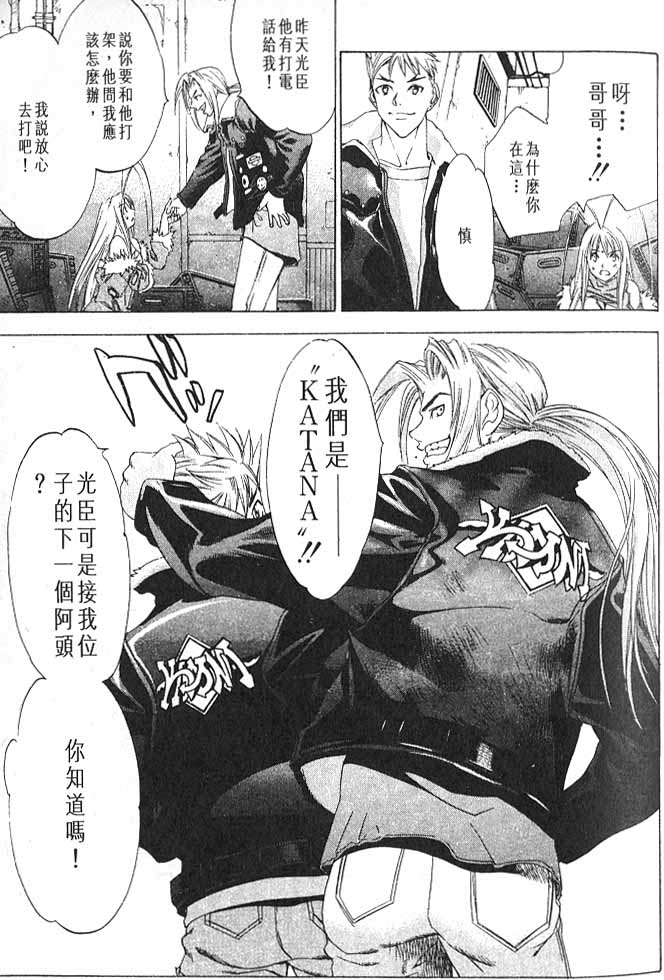 呀⋯
哥哥⋯!!
為什麼你
在這⋯
慎
昨天光臣
他有打電
話給我！
說你要和他打
架，他問我應
該怎麼辦，
我說放心
去打吧！
我們是——
"KATANA"!!
光臣可是接我位
子的下一個阿頭
？
你知道嗎！